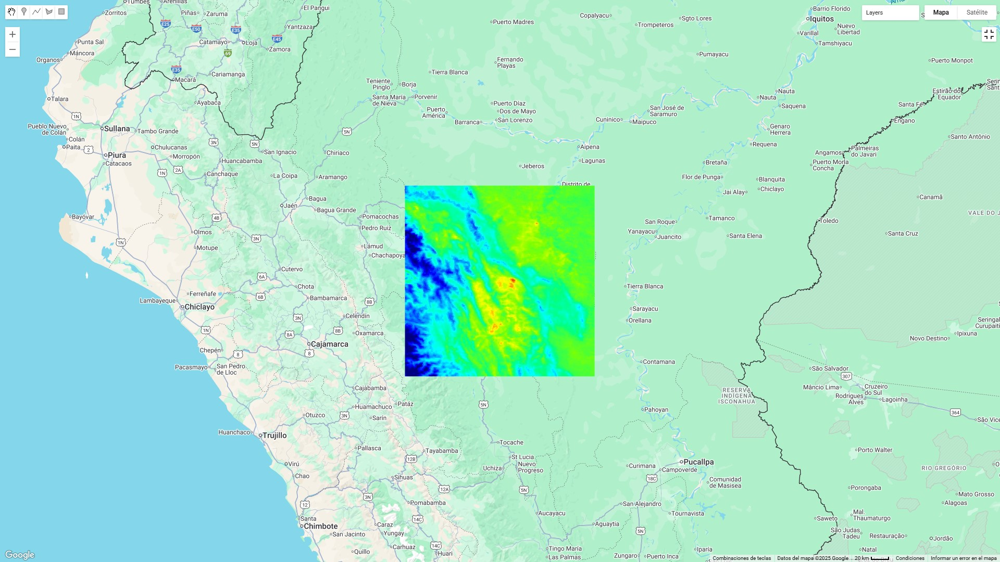 Tumbes
Arenillas
El Pangui
Zorritos
Piñas
Zaruma
E25
E50
E35
Yantzaza
E45
Punta Sal
Catamayo
Loja
Zamora
Máncora
69
Organos
E35
Macará
Cariamanga
Talara
Ayabaca
1N
Pueblo Nuevo
de Colán
Sullana
Tambo Grande
Colán
Paita
2
Chulucanas
3N
5N
San Ignacio
Piura
Catacaos
Morropón
Huancabamba
1N
2A
Canchaque
La Coipa
Chiriaco
5N
Aramango
Copalyacu
Puerto Madres
Trompeteros
Sgto Lores
Barrio Florido
Iquitos
Nuevo
Libertad
Varillal
Tamshiyacu
Layers
Mapa
Satélite
Fernando
Playas
Pumayacu
Tierra Blanca
Puerto Monpot
Teniente
Pinglo
Borja
Santa María
de Nieva
Porvenir
Puerto
América
Puerto Díaz
Dos de Mayo
San Lorenzo
Barranca
Cuninico
Maipuco
San José de
Saramuro
Nauta
Nauta
Saquena
Estirão do
Equador
Santa Fé
Engano
Genaro
Herrera
Santo Antônio
Aipena
Requena
Lagunas
Angamos
Palmeiras
do Javari
Puerto Morla
Concha
Jeberos
Bretaña
Flor de Punga
Blanquita
Chiclayo
Distrito de
Jai Alay
Canamã
Bagua
Jaén
Bagua Grande
Pomacochas
Bayóvar
4B
Pedro Ruiz
Olmos
3N
1N
Motupe
Lámud
Chachapoya
San Roque
Tamanco
Yanayacu
Juancito
Santa Elena
Toledo
VALE DO J
Santa Cruz
Cutervo
6A
Chota
Ferreñafe
6B
Bambamarca
8B
Lambayeque
Chiclayo
3N
Celendín
1N
8A
8B
Oxamarca
Cajamarca
Chepén
8
8
Pacasmayo
San Pedro
de Lloc
Tierra Blanca
Sarayacu
Orellana
Seringal
Curupaiti
Ipixuna
Novo Destino
Contamana
São Salvador
307
RESERVA
INDÍGENA
ISCONAHUA
Mâncio Lima
Cruzeiro
do Sul
Rodrigues
Alves
Lagoinha
364
São Vice
Cajabamba
Huamachuco
Patáz
5N
Otuzco
3N
Sarín
Pahoyan
Huanchaco
Trujillo
Pallasca
Tayabamba
Tocache
12B
St Lucia
Nuevo
Progreso
Uchiza
Virú
Chao
Sihuas
12A
5N
Curimana
Pucallpa
Campoverde
18C
Comunidad
de Masisea
Porto Walter
RIO GREGÓRIO
Porongaba
Mato Grosso
Alagoas
3N
12
Pomabamba
14C
Aucayacu
San Alejandro
Tournavista
Aguaytia
5N
Santa
Chimbote
San Jacinto
Caraz
Yungay
Carhuaz
14C
Huari
Quillo
Tingo María
Las Palmas
Zungaro
Puerto Inca
Iparía
Saweto
Mal.
Thaumaturgo
São Judas
Tadeu
Restauração
Jordão
Natal
Google
Combinaciones de teclas
Datos del mapa ©2025 Google
20 km
Condiciones
Informar un error en el mapa